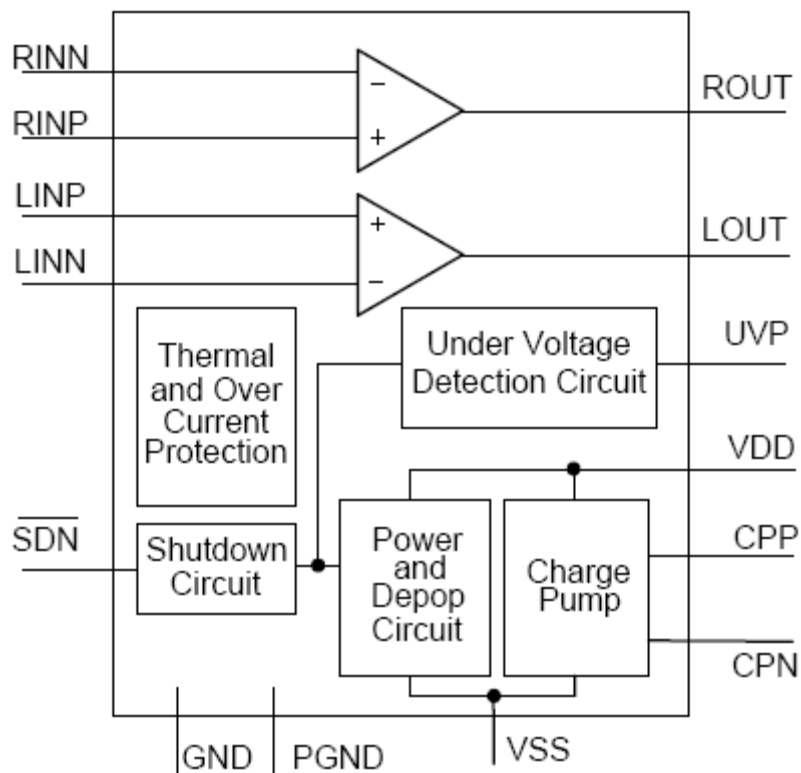 RINN
ROUT
−
RINP
+
LINP
+
LOUT
LINN
−
Thermal
and Over
Current
Protection
Under Voltage
Detection Circuit
UVP
VDD
SDN
Shutdown
Circuit
Power
and
Depop
Circuit
Charge
Pump
CPP
CPN
GND
PGND
VSS